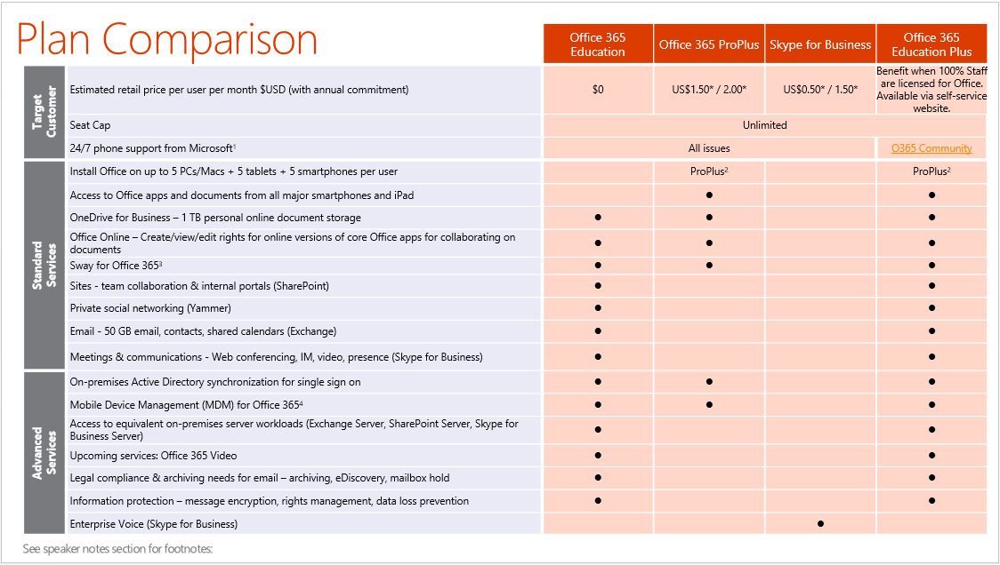 Plan Comparison
Office 365
Education
Office 365 ProPlus
Skype for Business
Office 365
Education Plus
Target
Customer
Estimated retail price per user per month $USD (with annual commitment)
$0
US$1.50* / 2.00*
US$0.50* / 1.50*
Benefit when 100% Staff
are licensed for Office.
Available via self-service
website.
Seat Cap
Unlimited
24/7 phone support from Microsoft¹
All issues
O365 Community
Standard
Services
Install Office on up to 5 PCs/Macs + 5 tablets + 5 smartphones per user
ProPlus²
ProPlus²
Access to Office apps and documents from all major smartphones and iPad
● ●
OneDrive for Business – 1 TB personal online document storage
● ● ●
Office Online – Create/view/edit rights for online versions of core Office apps for collaborating on
documents
● ● ●
Sway for Office 365³
● ● ●
Sites - team collaboration & internal portals (SharePoint)
● ●
Private social networking (Yammer)
● ●
Email - 50 GB email, contacts, shared calendars (Exchange)
● ●
Meetings & communications - Web conferencing, IM, video, presence (Skype for Business)
● ●
Advanced
Services
On-premises Active Directory synchronization for single sign on
● ● ●
Mobile Device Management (MDM) for Office 365⁴
● ● ●
Access to equivalent on-premises server workloads (Exchange Server, SharePoint Server, Skype for
Business Server)
● ●
Upcoming services: Office 365 Video
● ●
Legal compliance & archiving needs for email – archiving, eDiscovery, mailbox hold
● ●
Information protection – message encryption, rights management, data loss prevention
● ●
Enterprise Voice (Skype for Business)
●
See speaker notes section for footnotes: